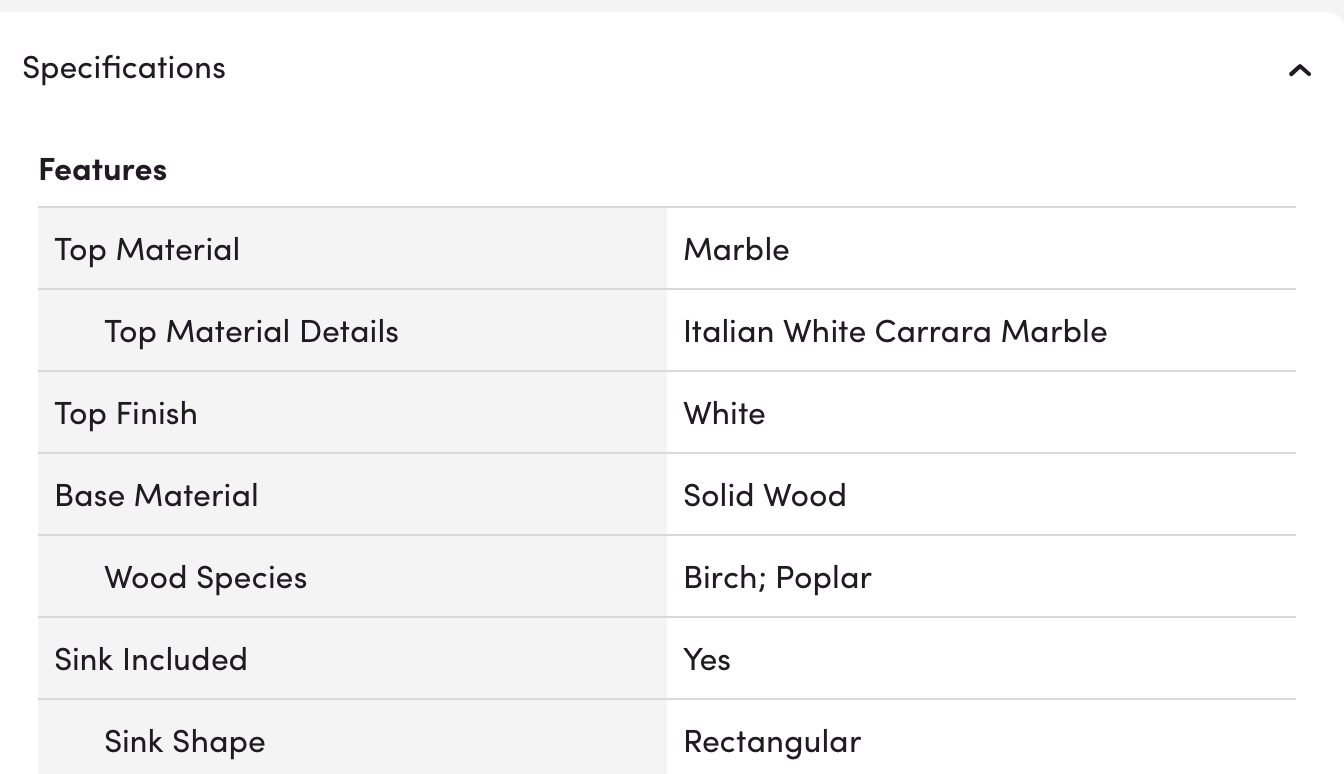 Specifications
Features
Top Material Marble
Top Material Details Italian White Carrara Marble
Top Finish White
Base Material Solid Wood
Wood Species Birch; Poplar
Sink Included Yes
Sink Shape Rectangular